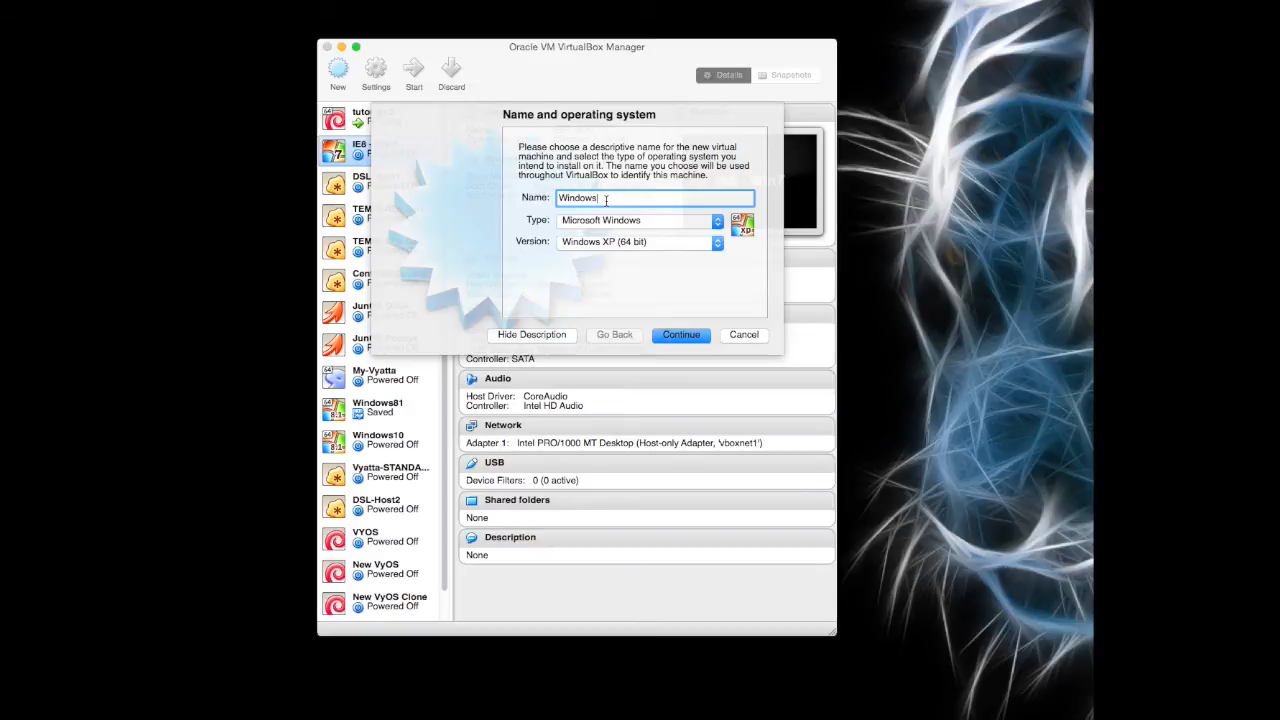 Oracle VM VirtualBox Manager
New
Settings
Start
Discard
Details
Snapshots
Name and operating system
Please choose a descriptive name for the new virtual
machine and select the type of operating system you
intend to install on it. The name you choose will be used
throughout VirtualBox to identify this machine.
Name: Windows
Type: Microsoft Windows
Version: Windows XP (64 bit)
Hide Description
Go Back
Continue
Cancel
IE8 -
DSL
TEM
TEM
Cen
My-Vyatta
Powered Off
Windows81
Saved
Windows10
Powered Off
Vyatta-STANDA...
Powered Off
DSL-Host2
Powered Off
VYOS
Powered Off
New VyOS
Powered Off
New VyOS Clone
Powered Off
Controller: SATA
Audio
Host Driver: CoreAudio
Controller: Intel HD Audio
Network
Adapter 1: Intel PRO/1000 MT Desktop (Host-only Adapter, 'vboxnet1')
USB
Device Filters: 0 (0 active)
Shared folders
None
Description
None